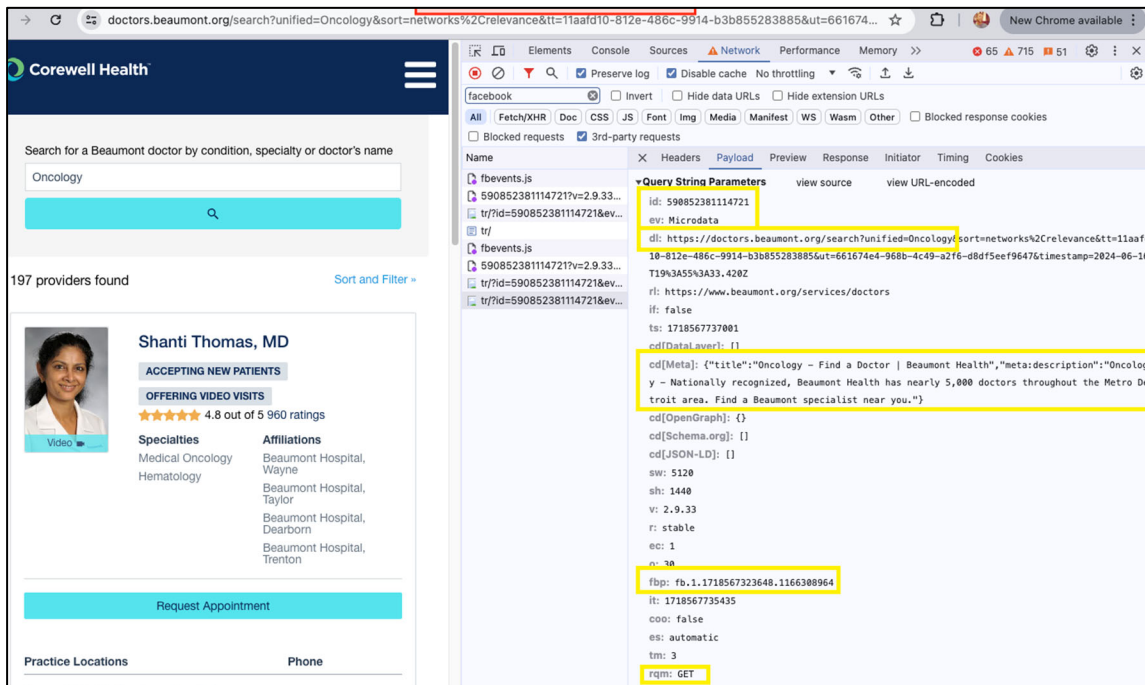 doctors.beaumont.org/search?unified=Oncology&sort=networks%2Crelevance&tt=11aafd10-812e-486c-9914-b3b855283885&ut=661674...
New Chrome available
Corewell Health
Search for a Beaumont doctor by condition, specialty or doctor's name
Oncology
197 providers found
Sort and Filter »
Shanti Thomas, MD
ACCEPTING NEW PATIENTS
OFFERING VIDEO VISITS
4.8 out of 5 960 ratings
Video
Specialties
Medical Oncology
Hematology
Affiliations
Beaumont Hospital,
Wayne
Beaumont Hospital,
Taylor
Beaumont Hospital,
Dearborn
Beaumont Hospital,
Trenton
Request Appointment
Practice Locations
Phone
Elements Console Sources Network Performance Memory >> 65 715 51
Preserve log Disable cache No throttling
facebook Invert Hide data URLs Hide extension URLs
All Fetch/XHR Doc CSS JS Font Img Media Manifest WS Wasm Other Blocked response cookies
Blocked requests 3rd-party requests
Name
fbevents.js
590852381114721?v=2.9.33...
tr/?id=590852381114721&ev...
tr/
fbevents.js
590852381114721?v=2.9.33...
tr/?id=590852381114721&ev...
tr/?id=590852381114721&ev...
Headers Payload Preview Response Initiator Timing Cookies
Query String Parameters view source view URL-encoded
id: 590852381114721
ev: Microdata
dl: https://doctors.beaumont.org/search?unified=Oncology&sort=networks%2Crelevance&tt=11aaf
10-812e-486c-9914-b3b855283885&ut=661674e4-968b-4c49-a2f6-d8df5eef9647&timestamp=2024-06-16
T19%3A55%3A33.420Z
rl: https://www.beaumont.org/services/doctors
if: false
ts: 1718567737001
cd[DataLayer]: []
cd[Meta]: {"title":"Oncology – Find a Doctor | Beaumont Health","meta:description":"Oncolog
y – Nationally recognized, Beaumont Health has nearly 5,000 doctors throughout the Metro De
troit area. Find a Beaumont specialist near you."}
cd[OpenGraph]: {}
cd[Schema.org]: []
cd[JSON-LD]: []
sw: 5120
sh: 1440
v: 2.9.33
r: stable
ec: 1
o: 30
fbp: fb.1.1718567323648.1166308964
it: 1718567735435
coo: false
es: automatic
tm: 3
rqm: GET